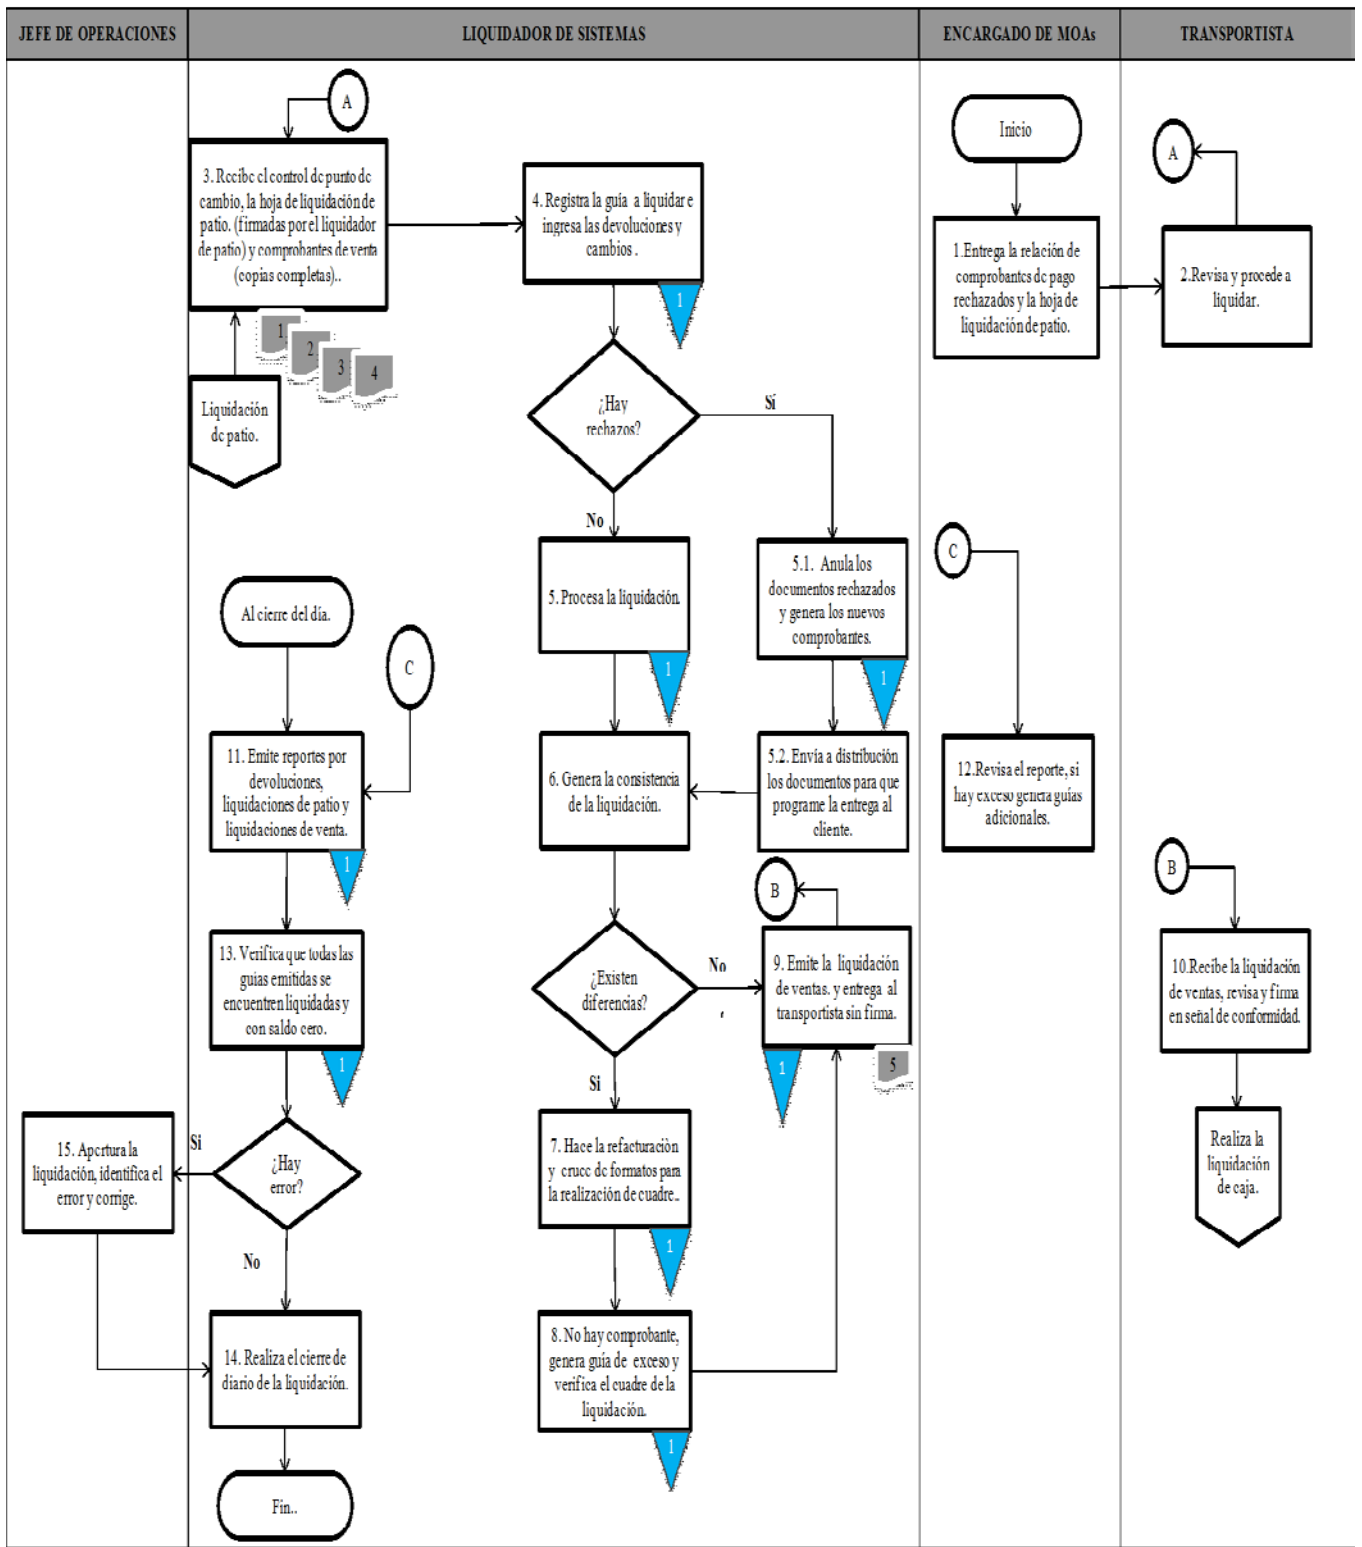 JEFE DE OPERACIONES
LIQUIDADOR DE SISTEMAS
ENCARGADO DE MOAs
TRANSPORTISTA
A
3. Recibe el control de punto de
cambio, la hoja de liquidación de
patio. (firmadas por el liquidador
de patio) y comprobantes de venta
(copias completas)..
1
2
3
4
Liquidación
de patio.
4. Registra la guía a liquidar e
ingresa las devoluciones y
cambios .
1
Inicio
1.Entrega la relación de
comprobantes de pago
rechazados y la hoja de
liquidación de patio.
A
2.Revisa y procede a
liquidar.
¿Hay
rechazos?
Sí
No
5. Procesa la liquidación.
1
5.1. Anula los
documentos rechazados
y genera los nuevos
comprobantes.
1
C
Al cierre del día.
C
11. Emite reportes por
devoluciones,
liquidaciones de patio y
liquidaciones de venta.
1
6. Genera la consistencia
de la liquidación.
5.2. Envía a distribución
los documentos para que
programe la entrega al
cliente.
12.Revisa el reporte, si
hay exceso genera guías
adicionales.
B
B
13. Verifica que todas las
guías emitidas se
encuentren liquidadas y
con saldo cero.
1
¿Existen
diferencias?
No
Si
9. Emite la liquidación
de ventas. y entrega al
transportista sin firma.
1
5
10.Recibe la liquidación
de ventas, revisa y firma
en señal de conformidad.
15. Apertura la
liquidación, identifica el
error y corrige.
Si
¿Hay
error?
No
7. Hace la refacturaciòn
y cruce de formatos para
la realización de cuadre..
1
Realiza la
liquidación
de caja.
14. Realiza el cierre de
diario de la liquidación.
8. No hay comprobante,
genera guía de exceso y
verifica el cuadre de la
liquidación.
1
Fin..